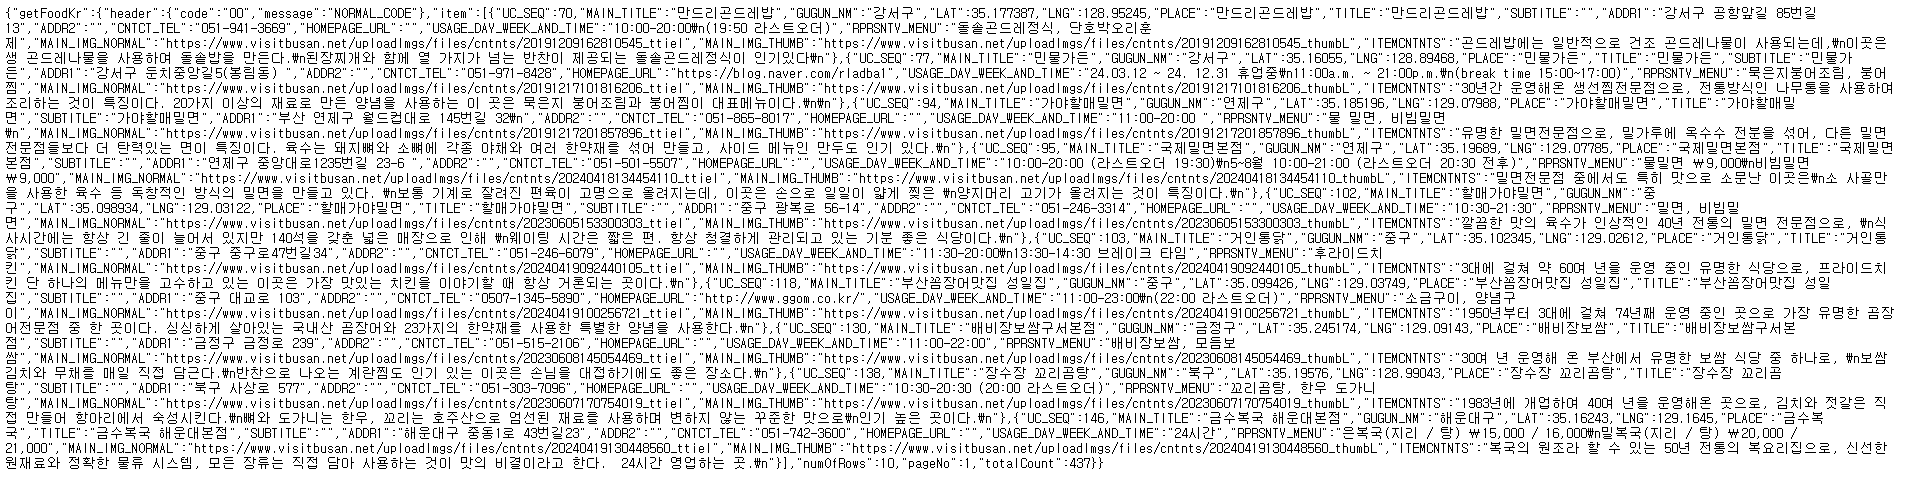 {"getFoodKr":{"header":{"code":"00","message":"NORMAL_CODE"},"item":[{"UC_SEQ":70,"MAIN_TITLE":"만드리곤드레밥","GUGUN_NM":"강서구","LAT":35.177387,"LNG":128.95245,"PLACE":"만드리곤드레밥","TITLE":"만드리곤드레밥","SUBTITLE":"","ADDR1":"강서구 공항앞길 85번길
13","ADDR2":"","CNTCT_TEL":"051-941-3669","HOMEPAGE_URL":"","USAGE_DAY_WEEK_AND_TIME":"10:00-20:00₩n(19:50 라스트오더)","RPRSNTV_MENU":"돌솥곤드레정식, 단호박오리훈
제","MAIN_IMG_NORMAL":"https://www.visitbusan.net/uploadImgs/files/cntnts/20191209162810545_ttiel","MAIN_IMG_THUMB":"https://www.visitbusan.net/uploadImgs/files/cntnts/20191209162810545_thumbL","ITEMCNTNTS":"곤드레밥에는 일반적으로 건조 곤드레나물이 사용되는데,₩n이곳은
생 곤드레나물을 사용하여 돌솥밥을 만든다.₩n된장찌개와 함께 열 가지가 넘는 반찬이 제공되는 돌솥곤드레정식이 인기있다₩n"},{"UC_SEQ":77,"MAIN_TITLE":"민물가든","GUGUN_NM":"강서구","LAT":35.16055,"LNG":128.89468,"PLACE":"민물가든","TITLE":"민물가든","SUBTITLE":"민물가
든","ADDR1":"강서구 둔치중앙길5(봉림동) ","ADDR2":"","CNTCT_TEL":"051-971-8428","HOMEPAGE_URL":"https://blog.naver.com/rladbal","USAGE_DAY_WEEK_AND_TIME":"24.03.12 ~ 24. 12.31 휴업중₩n11:00a.m. ~ 21:00p.m.₩n(break time 15:00~17:00)","RPRSNTV_MENU":"묵은지붕어조림, 붕어
찜","MAIN_IMG_NORMAL":"https://www.visitbusan.net/uploadImgs/files/cntnts/20191217101816206_ttiel","MAIN_IMG_THUMB":"https://www.visitbusan.net/uploadImgs/files/cntnts/20191217101816206_thumbL","ITEMCNTNTS":"30년간 운영해온 생선찜전문점으로, 전통방식인 나무통을 사용하여
조리하는 것이 특징이다. 20가지 이상의 재료로 만든 양념을 사용하는 이 곳은 묵은지 붕어조림과 붕어찜이 대표메뉴이다.₩n₩n"},{"UC_SEQ":94,"MAIN_TITLE":"가야할매밀면","GUGUN_NM":"연제구","LAT":35.185196,"LNG":129.07988,"PLACE":"가야할매밀면","TITLE":"가야할매밀
면","SUBTITLE":"가야할매밀면","ADDR1":"부산 연제구 월드컵대로 145번길 32₩n","ADDR2":"","CNTCT_TEL":"051-865-8017","HOMEPAGE_URL":"","USAGE_DAY_WEEK_AND_TIME":"11:00-20:00 ","RPRSNTV_MENU":"물 밀면, 비빔밀면
₩n","MAIN_IMG_NORMAL":"https://www.visitbusan.net/uploadImgs/files/cntnts/20191217201857896_ttiel","MAIN_IMG_THUMB":"https://www.visitbusan.net/uploadImgs/files/cntnts/20191217201857896_thumbL","ITEMCNTNTS":"유명한 밀면전문점으로, 밀가루에 옥수수 전분을 섞어, 다른 밀면
전문점들보다 더 탄력있는 면이 특징이다. 육수는 돼지뼈와 소뼈에 각종 야채와 여러 한약재를 섞어 만들고, 사이드 메뉴인 만두도 인기 있다.₩n"},{"UC_SEQ":95,"MAIN_TITLE":"국제밀면본점","GUGUN_NM":"연제구","LAT":35.19689,"LNG":129.07785,"PLACE":"국제밀면본점","TITLE":"국제밀면
본점","SUBTITLE":"","ADDR1":"연제구 중앙대로1235번길 23-6 ","ADDR2":"","CNTCT_TEL":"051-501-5507","HOMEPAGE_URL":"","USAGE_DAY_WEEK_AND_TIME":"10:00-20:00 (라스트오더 19:30)₩n5~8월 10:00-21:00 (라스트오더 20:30 전후)","RPRSNTV_MENU":"물밀면 ₩9,000₩n비빔밀면
₩9,000","MAIN_IMG_NORMAL":"https://www.visitbusan.net/uploadImgs/files/cntnts/20240418134454110_ttiel","MAIN_IMG_THUMB":"https://www.visitbusan.net/uploadImgs/files/cntnts/20240418134454110_thumbL","ITEMCNTNTS":"밀면전문점 중에서도 특히 맛으로 소문난 이곳은₩n소 사골만
을 사용한 육수 등 독창적인 방식의 밀면을 만들고 있다. ₩n보통 기계로 잘려진 편육이 고명으로 올려지는데, 이곳은 손으로 일일이 얇게 찢은 ₩n양지머리 고기가 올려지는 것이 특징이다.₩n"},{"UC_SEQ":102,"MAIN_TITLE":"할매가야밀면","GUGUN_NM":"중
구","LAT":35.098934,"LNG":129.03122,"PLACE":"할매가야밀면","TITLE":"할매가야밀면","SUBTITLE":"","ADDR1":"중구 광복로 56-14","ADDR2":"","CNTCT_TEL":"051-246-3314","HOMEPAGE_URL":"","USAGE_DAY_WEEK_AND_TIME":"10:30-21:30","RPRSNTV_MENU":"밀면, 비빔밀
면","MAIN_IMG_NORMAL":"https://www.visitbusan.net/uploadImgs/files/cntnts/20230605153300303_ttiel","MAIN_IMG_THUMB":"https://www.visitbusan.net/uploadImgs/files/cntnts/20230605153300303_thumbL","ITEMCNTNTS":"깔끔한 맛의 육수가 인상적인 40년 전통의 밀면 전문점으로, ₩n식
사시간에는 항상 긴 줄이 늘어서 있지만 140석을 갖춘 넓은 매장으로 인해 ₩n웨이팅 시간은 짧은 편. 항상 청결하게 관리되고 있는 기분 좋은 식당이다.₩n"},{"UC_SEQ":103,"MAIN_TITLE":"거인통닭","GUGUN_NM":"중구","LAT":35.102345,"LNG":129.02612,"PLACE":"거인통닭","TITLE":"거인통
닭","SUBTITLE":"","ADDR1":"중구 중구로47번길34","ADDR2":"","CNTCT_TEL":"051-246-6079","HOMEPAGE_URL":"","USAGE_DAY_WEEK_AND_TIME":"11:30-20:00₩n13:30-14:30 브레이크 타임","RPRSNTV_MENU":"후라이드치
킨","MAIN_IMG_NORMAL":"https://www.visitbusan.net/uploadImgs/files/cntnts/20240419092440105_ttiel","MAIN_IMG_THUMB":"https://www.visitbusan.net/uploadImgs/files/cntnts/20240419092440105_thumbL","ITEMCNTNTS":"3대에 걸쳐 약 60여 년을 운영 중인 유명한 식당으로, 프라이드치
킨 단 하나의 메뉴만을 고수하고 있는 이곳은 가장 맛있는 치킨을 이야기할 때 항상 거론되는 곳이다.₩n"},{"UC_SEQ":118,"MAIN_TITLE":"부산꼼장어맛집 성일집","GUGUN_NM":"중구","LAT":35.099426,"LNG":129.03749,"PLACE":"부산꼼장어맛집 성일집","TITLE":"부산꼼장어맛집 성일
집","SUBTITLE":"","ADDR1":"중구 대교로 103","ADDR2":"","CNTCT_TEL":"0507-1345-5890","HOMEPAGE_URL":"http://www.ggom.co.kr/","USAGE_DAY_WEEK_AND_TIME":"11:00-23:00₩n(22:00 라스트오더)","RPRSNTV_MENU":"소금구이, 양념구
이","MAIN_IMG_NORMAL":"https://www.visitbusan.net/uploadImgs/files/cntnts/20240419100256721_ttiel","MAIN_IMG_THUMB":"https://www.visitbusan.net/uploadImgs/files/cntnts/20240419100256721_thumbL","ITEMCNTNTS":"1950년부터 3대에 걸쳐 74년째 운영 중인 곳으로 가장 유명한 곰장
어전문점 중 한 곳이다. 싱싱하게 살아있는 국내산 곰장어와 23가지의 한약재를 사용한 특별한 양념을 사용한다.₩n"},{"UC_SEQ":130,"MAIN_TITLE":"배비장보쌈구서본점","GUGUN_NM":"금정구","LAT":35.245174,"LNG":129.09143,"PLACE":"배비장보쌈","TITLE":"배비장보쌈구서본
점","SUBTITLE":"","ADDR1":"금정구 금정로 239","ADDR2":"","CNTCT_TEL":"051-515-2106","HOMEPAGE_URL":"","USAGE_DAY_WEEK_AND_TIME":"11:00-22:00","RPRSNTV_MENU":"배비장보쌈, 모듬보
쌈","MAIN_IMG_NORMAL":"https://www.visitbusan.net/uploadImgs/files/cntnts/20230608145054469_ttiel","MAIN_IMG_THUMB":"https://www.visitbusan.net/uploadImgs/files/cntnts/20230608145054469_thumbL","ITEMCNTNTS":"30여 년 운영해 온 부산에서 유명한 보쌈 식당 중 하나로, ₩n보쌈
김치와 무채를 매일 직접 담근다.₩n반찬으로 나오는 계란찜도 인기 있는 이곳은 손님을 대접하기에도 좋은 장소다.₩n"},{"UC_SEQ":138,"MAIN_TITLE":"장수장 꼬리곰탕","GUGUN_NM":"북구","LAT":35.19576,"LNG":128.99043,"PLACE":"장수장 꼬리곰탕","TITLE":"장수장 꼬리곰
탕","SUBTITLE":"","ADDR1":"북구 사상로 577","ADDR2":"","CNTCT_TEL":"051-303-7096","HOMEPAGE_URL":"","USAGE_DAY_WEEK_AND_TIME":"10:30-20:30 (20:00 라스트오더)","RPRSNTV_MENU":"꼬리곰탕, 한우 도가니
탕","MAIN_IMG_NORMAL":"https://www.visitbusan.net/uploadImgs/files/cntnts/20230607170754019_ttiel","MAIN_IMG_THUMB":"https://www.visitbusan.net/uploadImgs/files/cntnts/20230607170754019_thumbL","ITEMCNTNTS":"1983년에 개업하여 40여 년을 운영해온 곳으로, 김치와 젓갈은 직
접 만들어 항아리에서 숙성시킨다.₩n뼈와 도가니는 한우, 꼬리는 호주산으로 엄선된 재료를 사용하며 변하지 않는 꾸준한 맛으로₩n인기 높은 곳이다.₩n"},{"UC_SEQ":146,"MAIN_TITLE":"금수복국 해운대본점","GUGUN_NM":"해운대구","LAT":35.16243,"LNG":129.1645,"PLACE":"금수복
국","TITLE":"금수복국 해운대본점","SUBTITLE":"","ADDR1":"해운대구 중동1로 43번길23","ADDR2":"","CNTCT_TEL":"051-742-3600","HOMEPAGE_URL":"","USAGE_DAY_WEEK_AND_TIME":"24시간","RPRSNTV_MENU":"은복국(지리 / 탕) ₩15,000 / 16,000₩n밀복국(지리 / 탕) ₩20,000 /
21,000","MAIN_IMG_NORMAL":"https://www.visitbusan.net/uploadImgs/files/cntnts/20240419130448560_ttiel","MAIN_IMG_THUMB":"https://www.visitbusan.net/uploadImgs/files/cntnts/20240419130448560_thumbL","ITEMCNTNTS":"복국의 원조라 할 수 있는 50년 전통의 복요리집으로, 신선한
원재료와 정확한 물류 시스템, 모든 장류는 직접 담아 사용하는 것이 맛의 비결이라고 한다.  24시간 영업하는 곳.₩n"}],"numOfRows":10,"pageNo":1,"totalCount":437}}